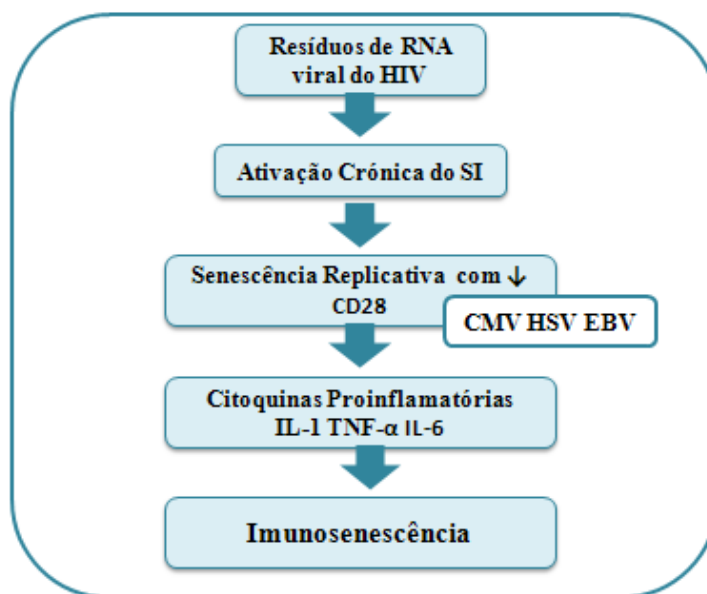 Resíduos de RNA
viral do HIV
Ativação Crónica do SI
Senescência Replicativa com ↓
CD28
CMV HSV EBV
Citoquinas Proinflamatórias
IL-1 TNF-α IL-6
Imunosenescência